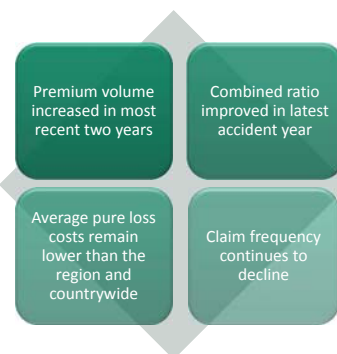 Premium volume
increased in most
recent two years
Combined ratio
improved in latest
accident year
Average pure loss
costs remain
lower than the
region and
countrywide
Claim frequency
continues to
decline